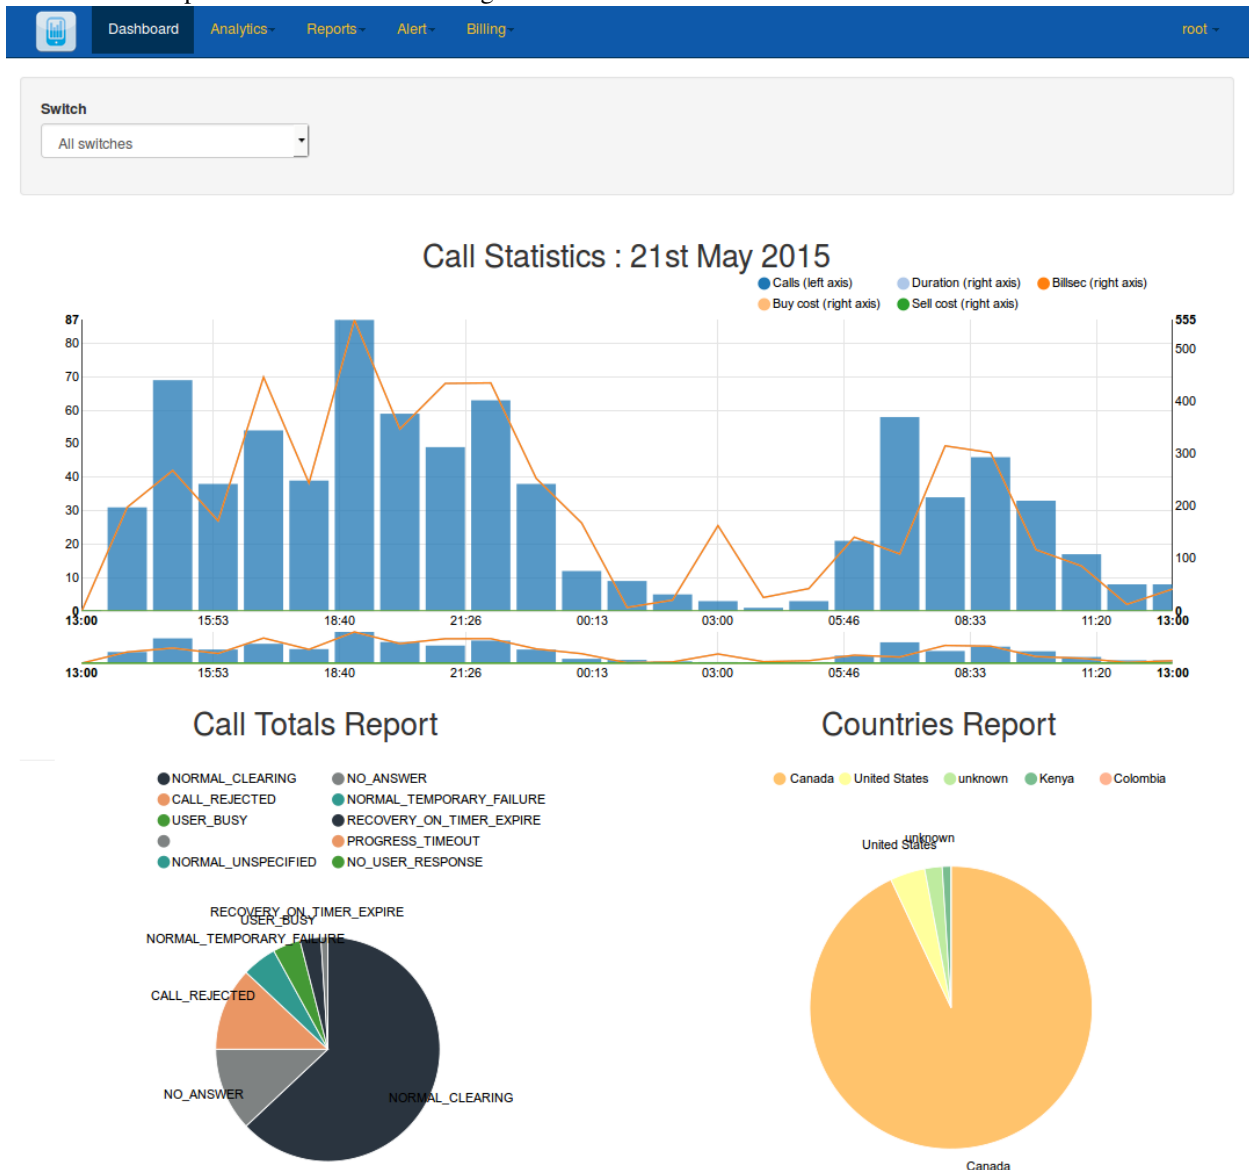 Dashboard Analytics Reports Alert Billing root
Switch
All switches
Call Statistics : 21st May 2015
Calls (left axis) Duration (right axis) Billsec (right axis)
Buy cost (right axis) Sell cost (right axis)
87 555
80 500
70
60 400
50 300
40
30 200
20 100
10
0 0
13:00 15:53 18:40 21:26 00:13 03:00 05:46 08:33 11:20 13:00
13:00 15:53 18:40 21:26 00:13 03:00 05:46 08:33 11:20 13:00
Call Totals Report
NORMAL_CLEARING NO_ANSWER
CALL_REJECTED NORMAL_TEMPORARY_FAILURE
USER_BUSY RECOVERY_ON_TIMER_EXPIRE
PROGRESS_TIMEOUT
NORMAL_UNSPECIFIED NO_USER_RESPONSE
RECOVERY_ON_TIMER_EXPIRE
USER_BUSY
NORMAL_TEMPORARY_FAILURE
CALL_REJECTED
NO_ANSWER
NORMAL_CLEARING
Countries Report
Canada United States unknown Kenya Colombia
unknown
United States
Canada